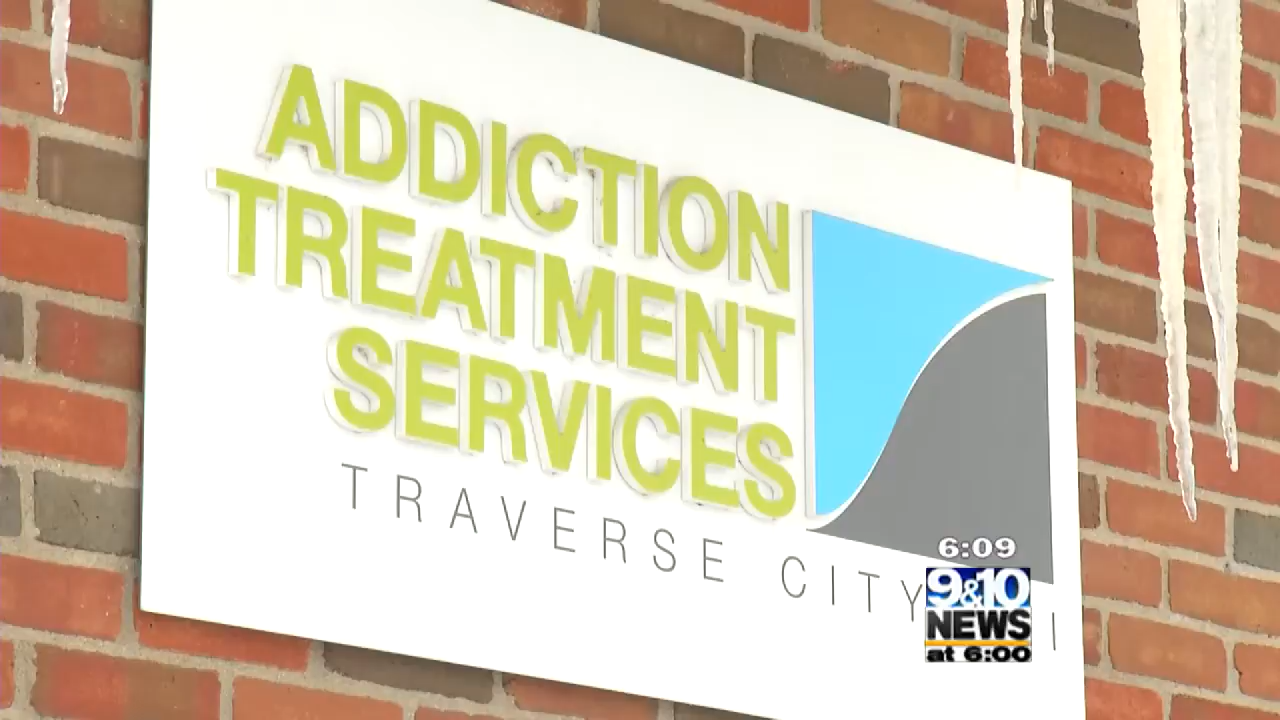 ADDICTION
TREATMENT
SERVICES
TRAVERSE CITY
6:09
9&10
NEWS
at 6:00